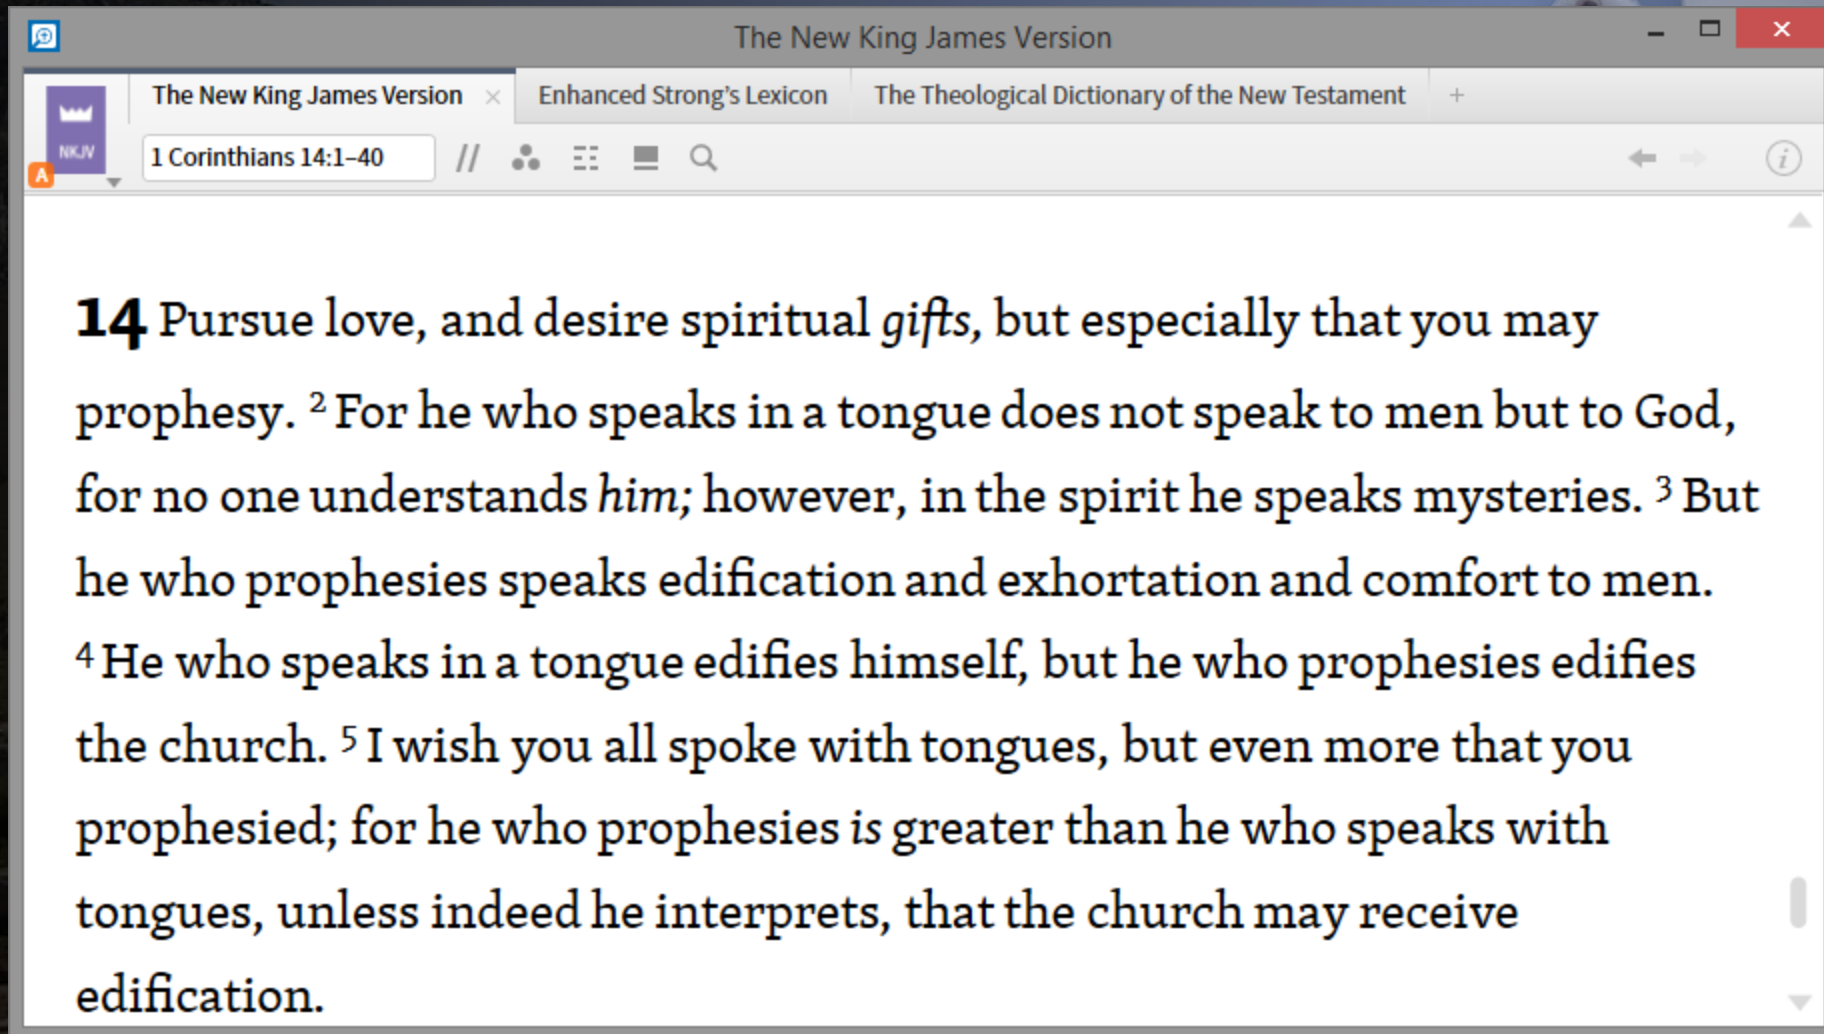 The New King James Version
The New King James Version Enhanced Strong's Lexicon The Theological Dictionary of the New Testament +
NKJV
A
1 Corinthians 14:1–40
14 Pursue love, and desire spiritual gifts, but especially that you may
prophesy. 2 For he who speaks in a tongue does not speak to men but to God,
for no one understands him; however, in the spirit he speaks mysteries. 3 But
he who prophesies speaks edification and exhortation and comfort to men.
4 He who speaks in a tongue edifies himself, but he who prophesies edifies
the church. 5 I wish you all spoke with tongues, but even more that you
prophesied; for he who prophesies is greater than he who speaks with
tongues, unless indeed he interprets, that the church may receive
edification.